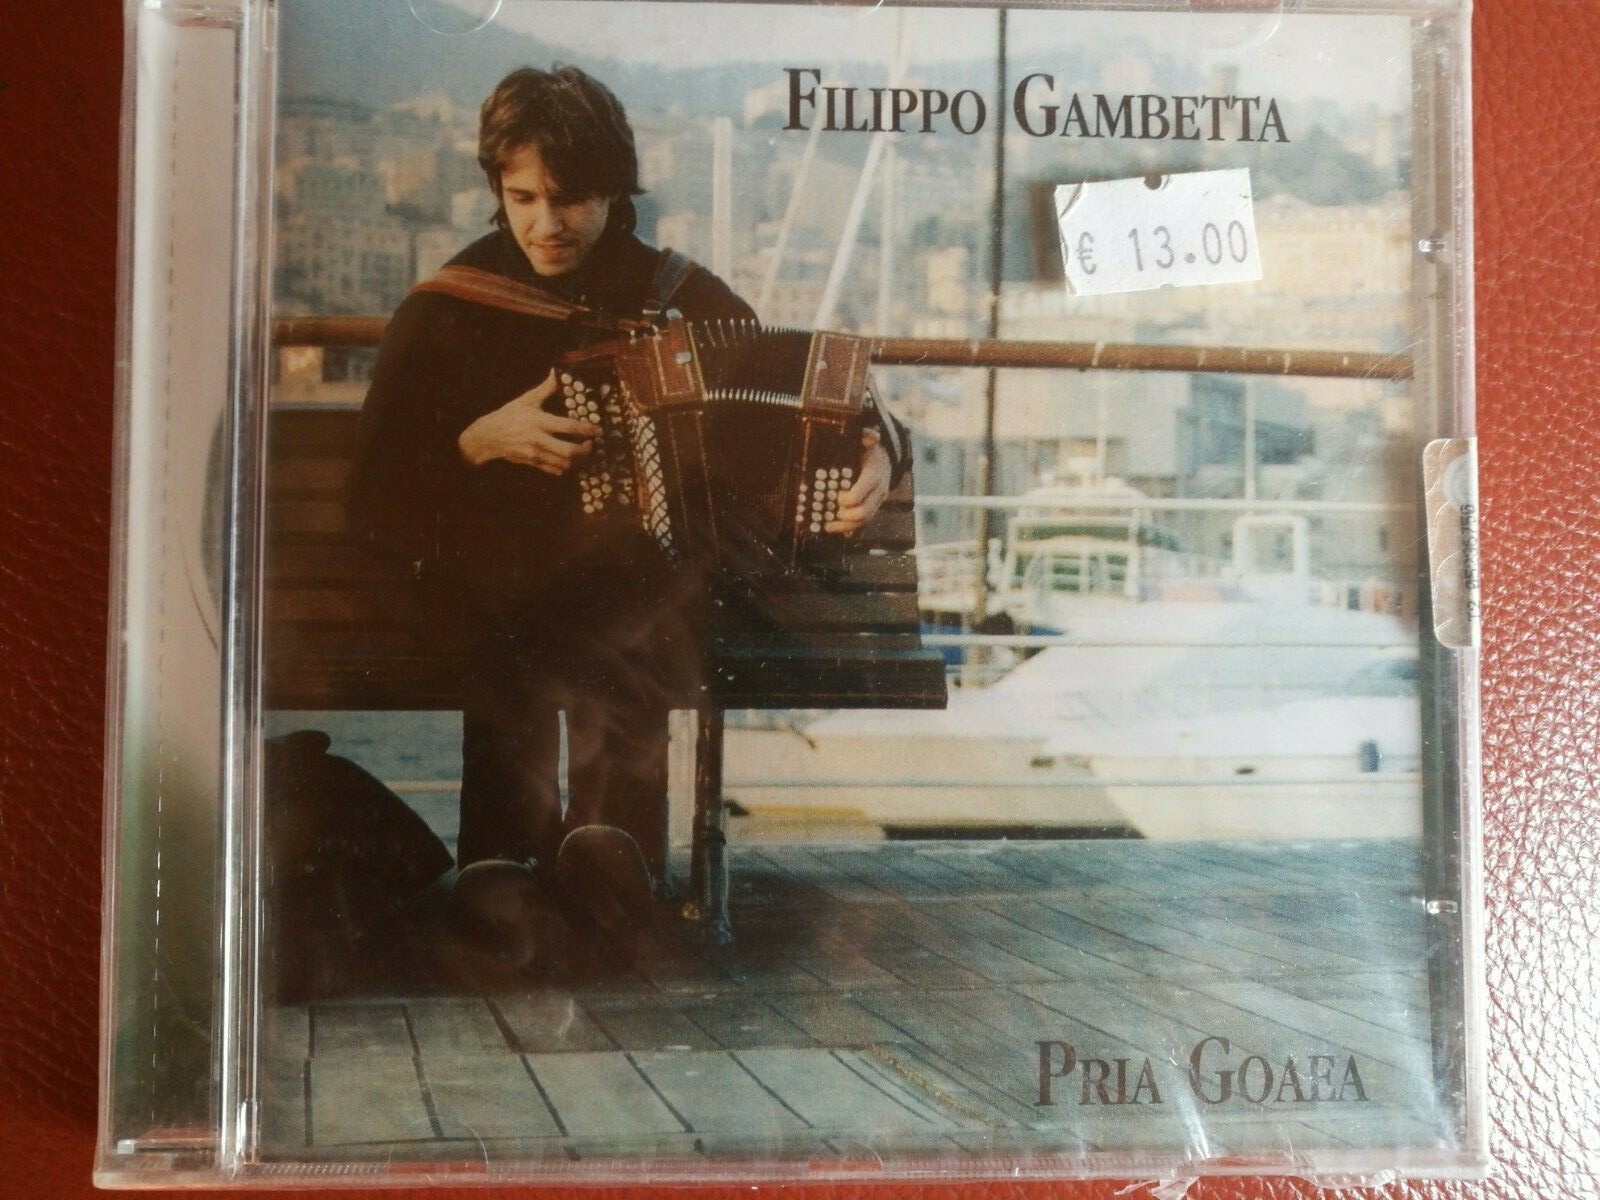 FILIPPO GAMBETTA
€ 13.00
PRIA GOAEA